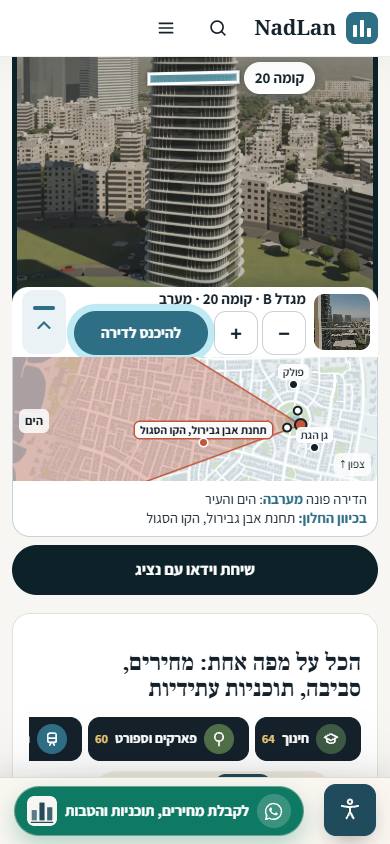 NadLan
קומה 20
מגדל B · קומה 20 · מערב
להיכנס לדירה
+
−
פולק
הים
תחנת אבן גבירול, הקו הסגול
גן הגת
צפון ↑
הדירה פונה מערבה: הים והעיר
בכיוון החלון: תחנת אבן גבירול, הקו הסגול
שיחת וידאו עם נציג
הכל על מפה אחת: מחירים,
סביבה, תוכניות עתידיות
חינוך 64
פארקים וספורט 60
לקבלת מחירים, תוכניות והטבות